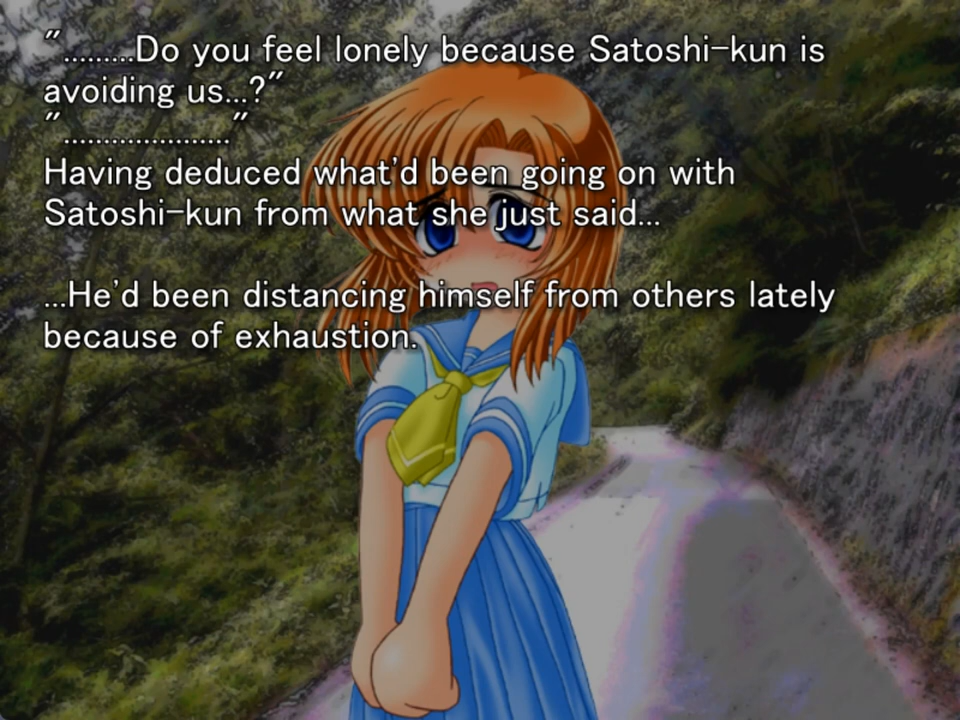 ".........Do you feel lonely because Satoshi-kun is
avoiding us...?"
"....................."
Having deduced what'd been going on with
Satoshi-kun from what she just said...
...He'd been distancing himself from others lately
because of exhaustion.